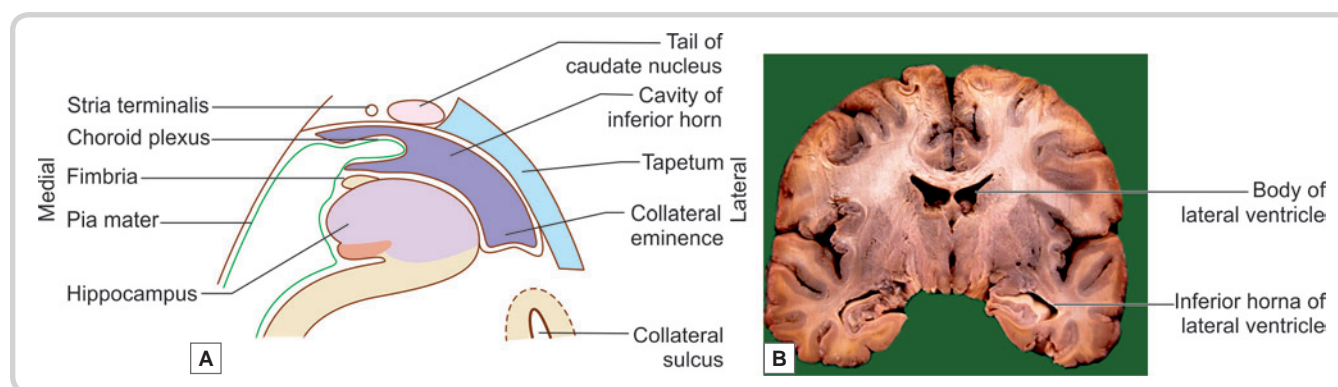 Medial
Stria terminalis
Choroid plexus
Fimbria
Pia mater
Hippocampus
Tail of
caudate nucleus
Cavity of
inferior horn
Tapetum
Collateral
eminence
Collateral
sulcus
Lateral
A
B
Body of
lateral ventricle
Inferior horna of
lateral ventricle